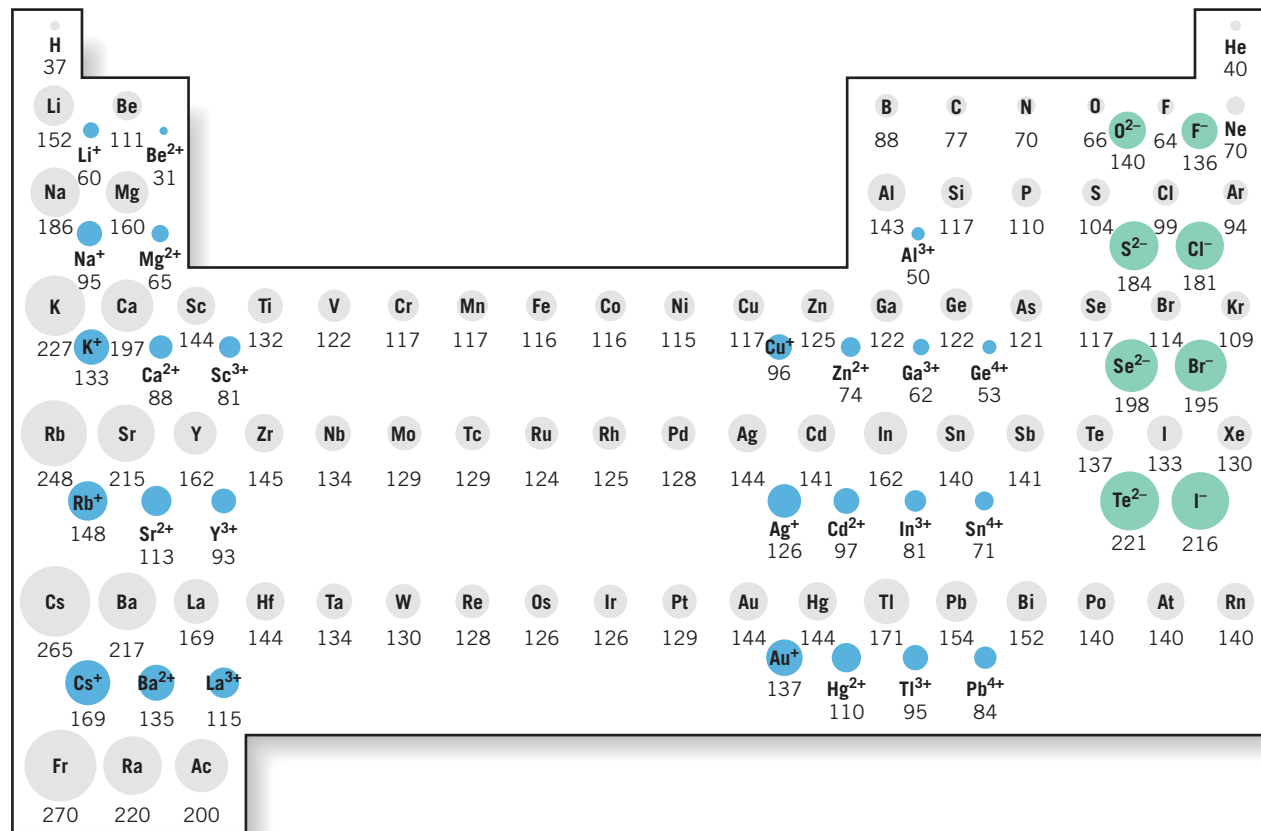 H He
37 40
Li Be B C N O F Ne
152 111 88 77 70 66 64 70
Li⁺ Be²⁺ O²⁻ F⁻
60 31 140 136
Na Mg Al Si P S Cl Ar
186 160 143 117 110 104 99 94
Na⁺ Mg²⁺ Al³⁺ S²⁻ Cl⁻
95 65 50 184 181
K Ca Sc Ti V Cr Mn Fe Co Ni Cu Zn Ga Ge As Se Br Kr
227 197 144 132 122 117 117 116 116 115 117 125 122 122 121 117 114 109
K⁺ Ca²⁺ Sc³⁺ Cu⁺ Zn²⁺ Ga³⁺ Ge⁴⁺ Se²⁻ Br⁻
133 88 81 96 74 62 53 198 195
Rb Sr Y Zr Nb Mo Tc Ru Rh Pd Ag Cd In Sn Sb Te I Xe
248 215 162 145 134 129 129 124 125 128 144 141 162 140 141 137 133 130
Rb⁺ Sr²⁺ Y³⁺ Ag⁺ Cd²⁺ In³⁺ Sn⁴⁺ Te²⁻ I⁻
148 113 93 126 97 81 71 221 216
Cs Ba La Hf Ta W Re Os Ir Pt Au Hg Tl Pb Bi Po At Rn
265 217 169 144 134 130 128 126 126 129 144 144 171 154 152 140 140 140
Cs⁺ Ba²⁺ La³⁺ Au⁺ Hg²⁺ Tl³⁺ Pb⁴⁺
169 135 115 137 110 95 84
Fr Ra Ac
270 220 200